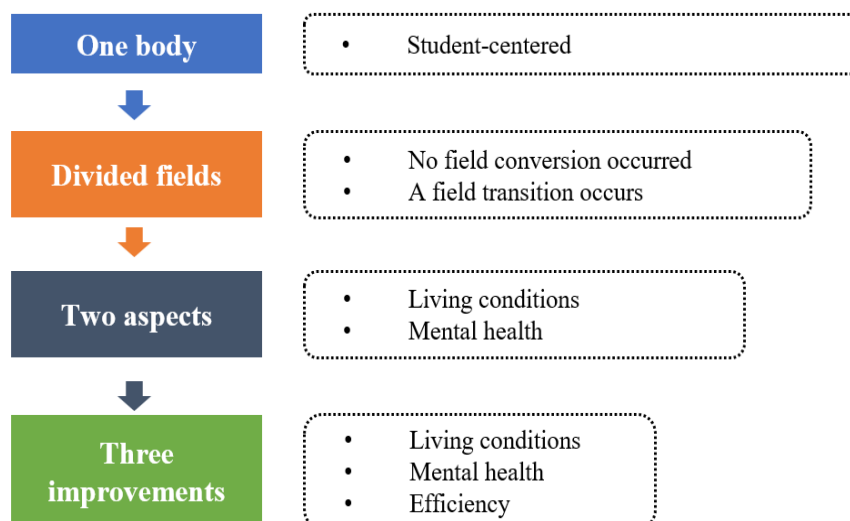 One body
• Student-centered
Divided fields
• No field conversion occurred
• A field transition occurs
Two aspects
• Living conditions
• Mental health
Three
improvements
• Living conditions
• Mental health
• Efficiency